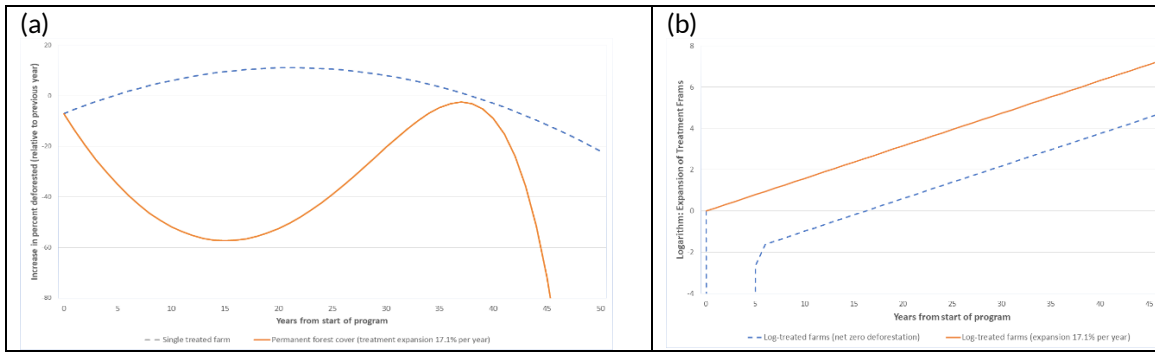 (a)
Increase in percent deforested (relative to previous year)
20
0
-20
-40
-60
80
0 5 10 15 20 25 30 35 40 45 50
Years from start of program
Single treated farm
Permanent forest cover (treatment expansion 17.1% per year)
(b)
Logarithm: Expansion of Treatment Frams
8
6
4
2
0
-2
-4
0 5 10 15 20 25 30 35 40 45
Years from start of program
Log-treated farms (net zero deforestation)
Log-treated farms (expansion 17.1% per year)